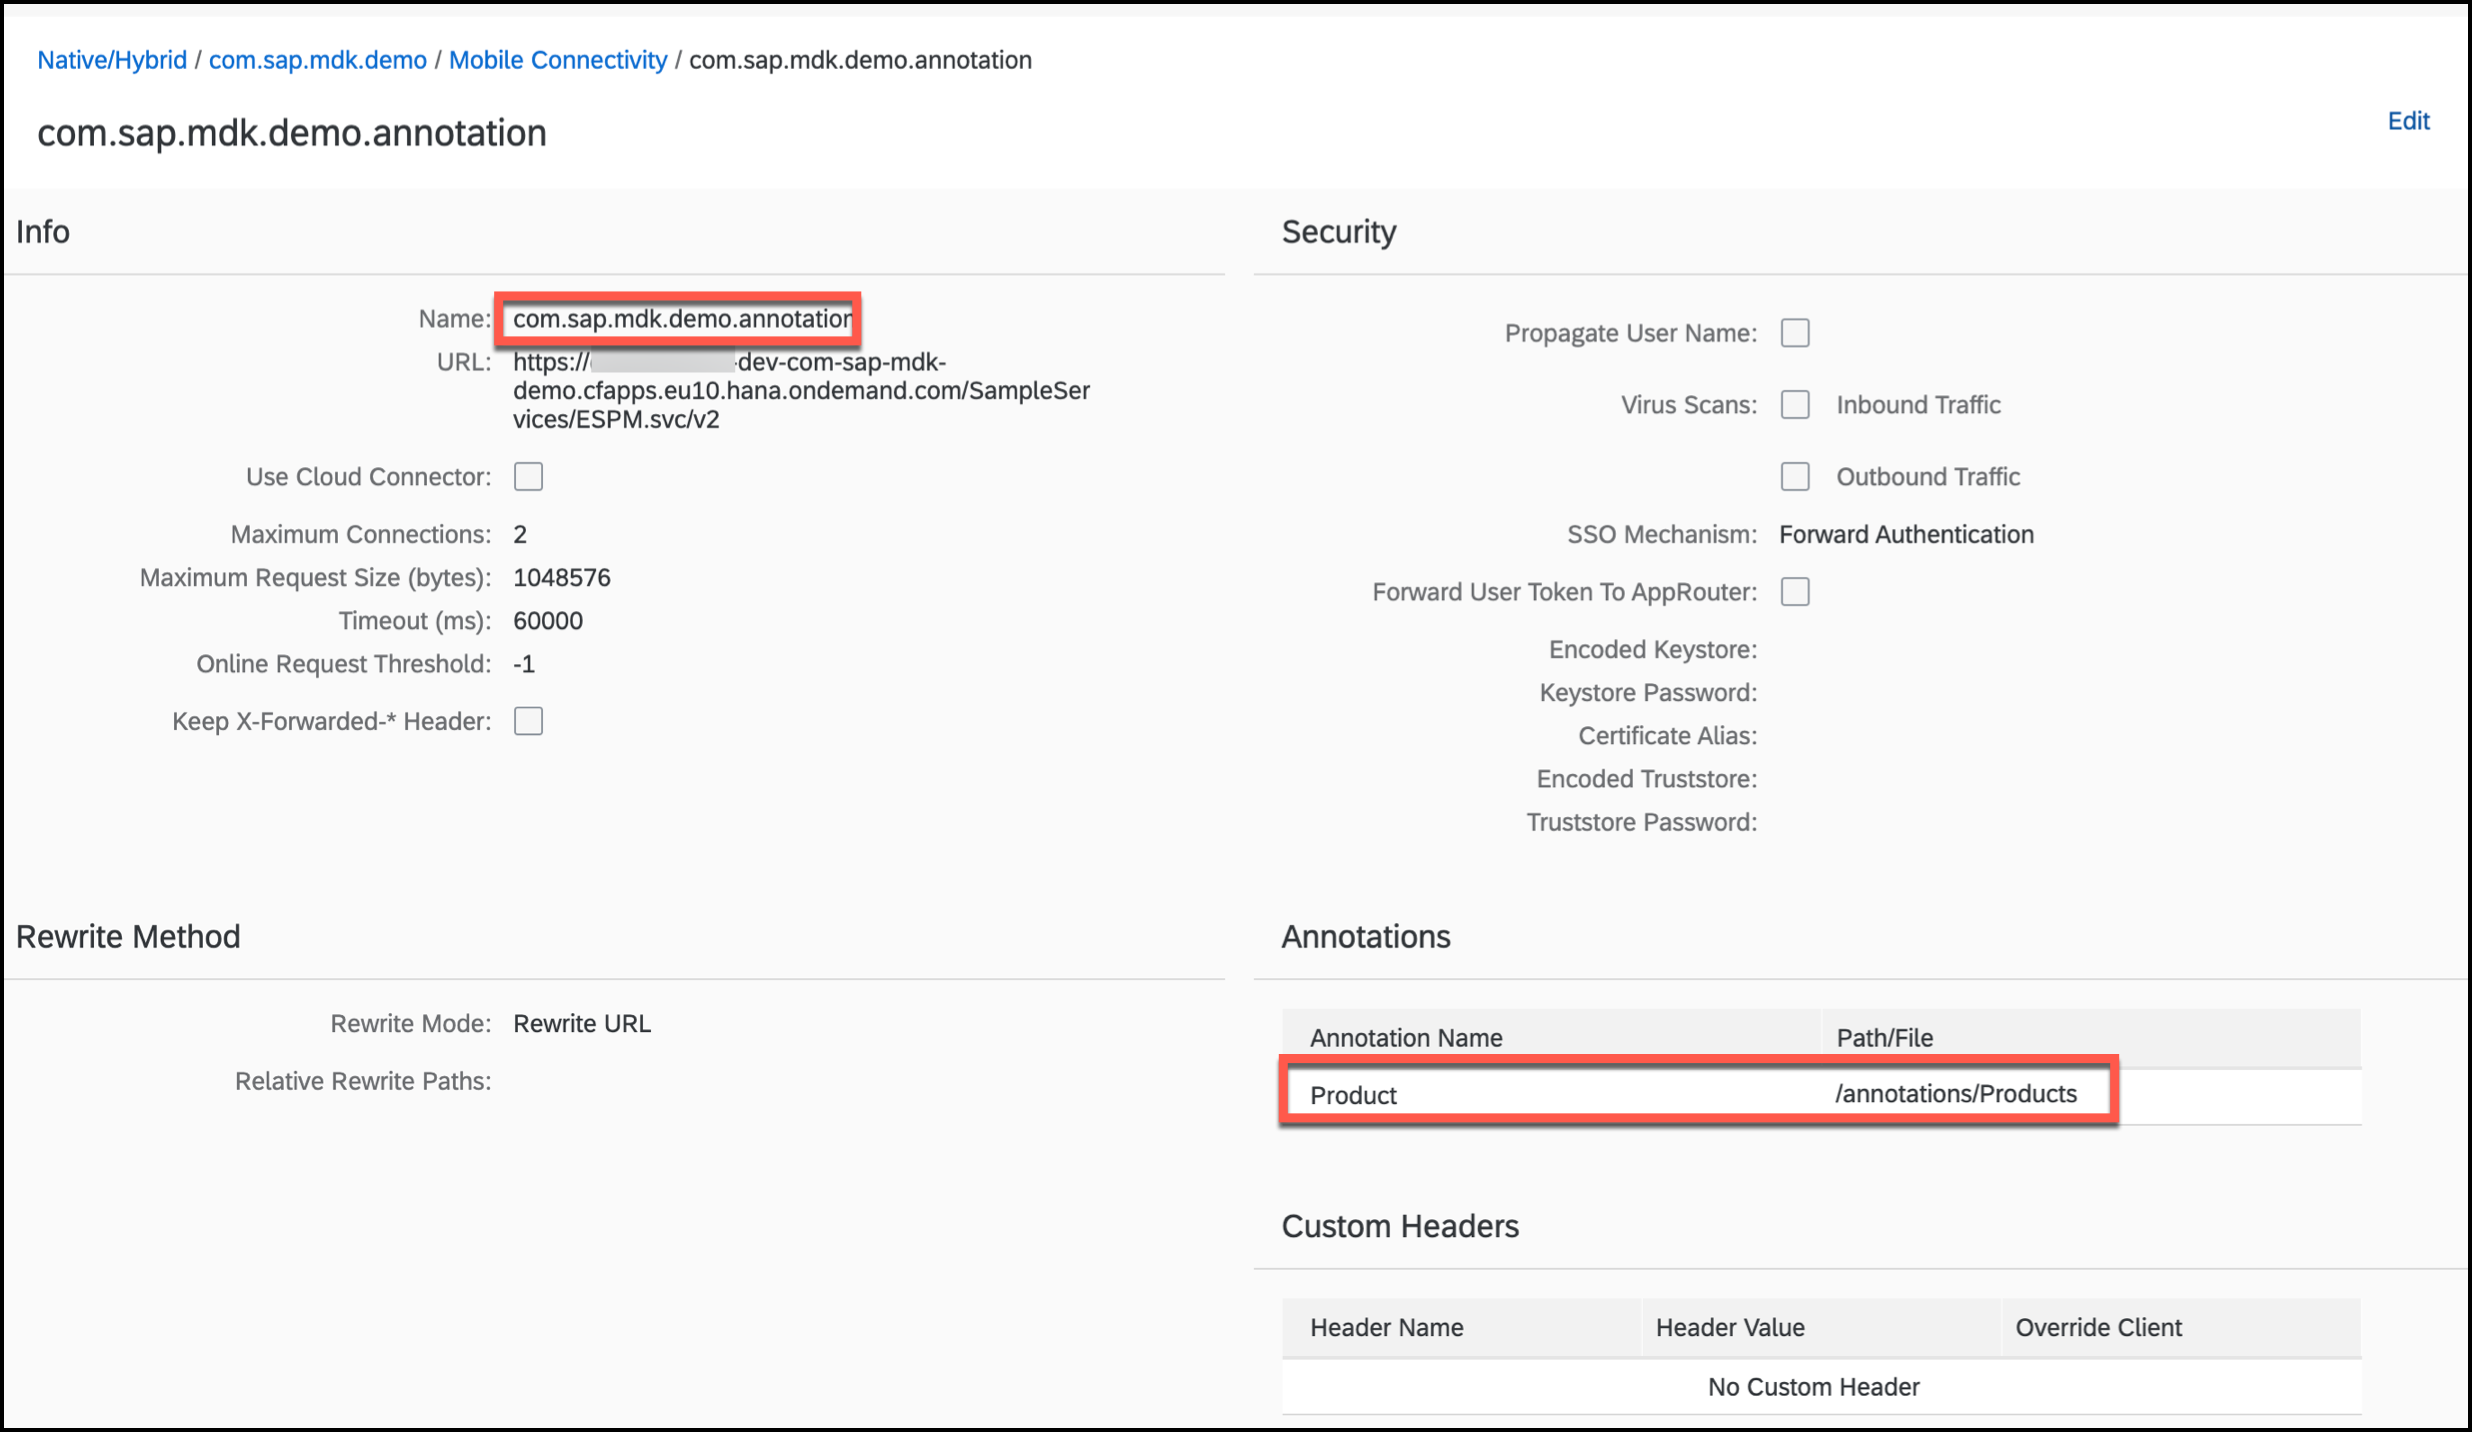 Native/Hybrid / com.sap.mdk.demo / Mobile Connectivity / com.sap.mdk.demo.annotation
com.sap.mdk.demo.annotation
Edit
Info
Name: com.sap.mdk.demo.annotation
URL: https:// -dev-com-sap-mdk-
demo.cfapps.eu10.hana.ondemand.com/SampleSer
vices/ESPM.svc/v2
Use Cloud Connector:
Maximum Connections: 2
Maximum Request Size (bytes): 1048576
Timeout (ms): 60000
Online Request Threshold: -1
Keep X-Forwarded-* Header:
Security
Propagate User Name:
Virus Scans: Inbound Traffic
Outbound Traffic
SSO Mechanism: Forward Authentication
Forward User Token To AppRouter:
Encoded Keystore:
Keystore Password:
Certificate Alias:
Encoded Truststore:
Truststore Password:
Rewrite Method
Rewrite Mode: Rewrite URL
Relative Rewrite Paths:
Annotations
Annotation Name Path/File
Product /annotations/Products
Custom Headers
Header Name Header Value Override Client
No Custom Header